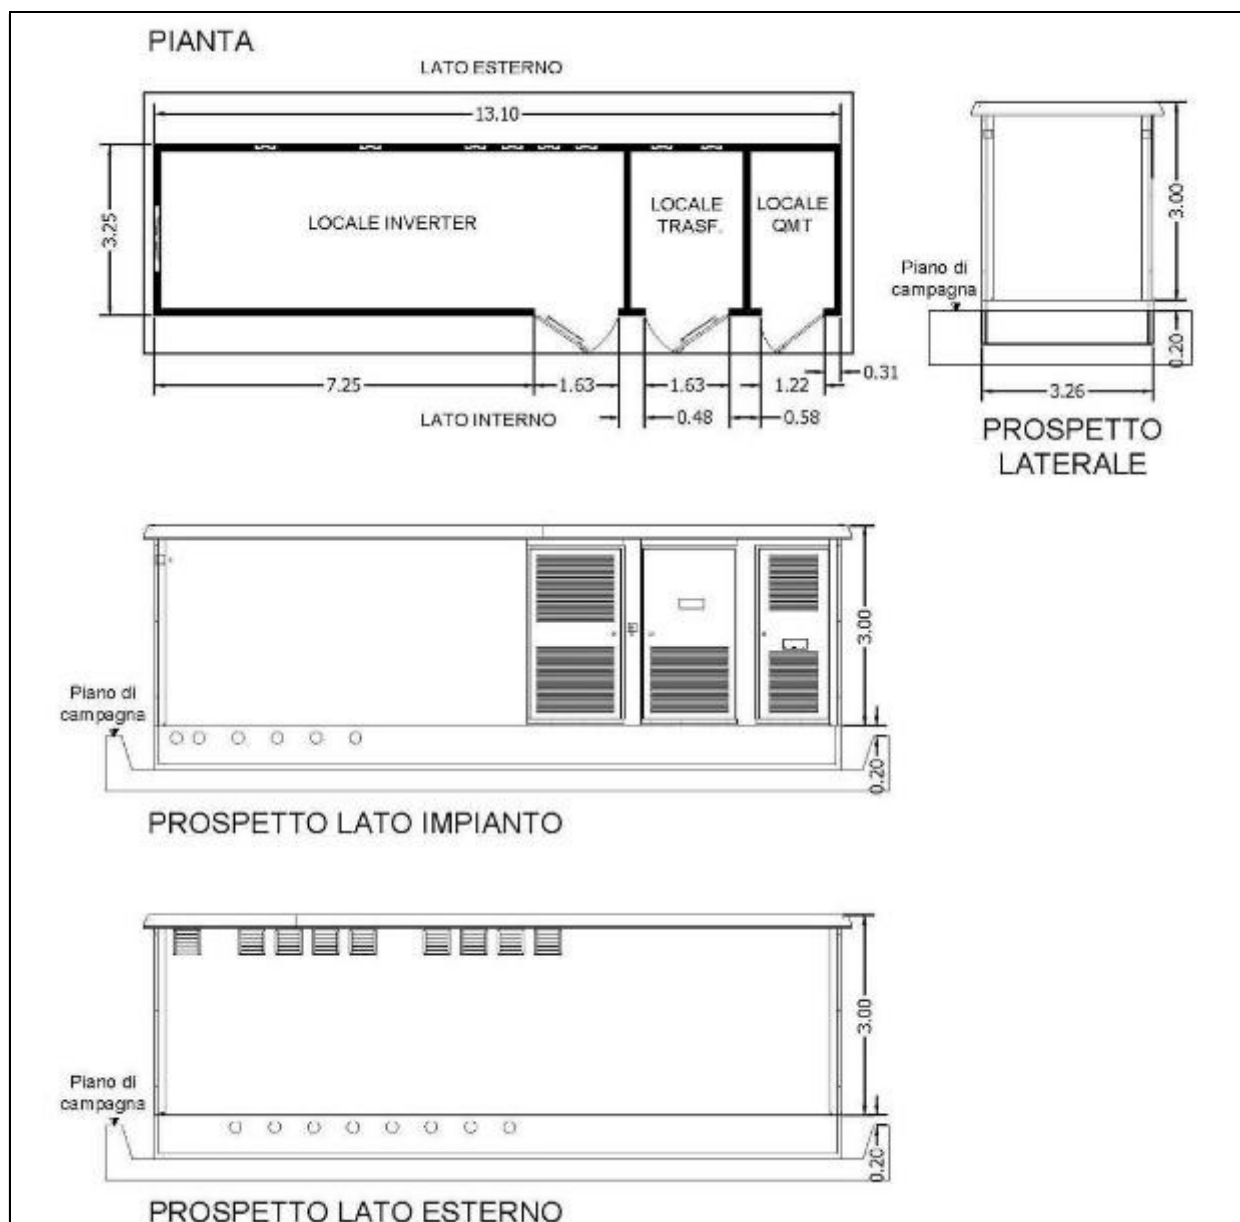 PIANTA
LATO ESTERNO
13.10
3.25
LOCALE INVERTER
LOCALE
TRASF.
LOCALE
QMT
7.25
1.63
1.63
1.22
0.31
LATO INTERNO
0.48
0.58
3.00
Piano di
campagna
0.20
3.26
PROSPETTO
LATERALE
3.00
Piano di
campagna
0.20
PROSPETTO LATO IMPIANTO
3.00
Piano di
campagna
0.20
PROSPETTO LATO ESTERNO